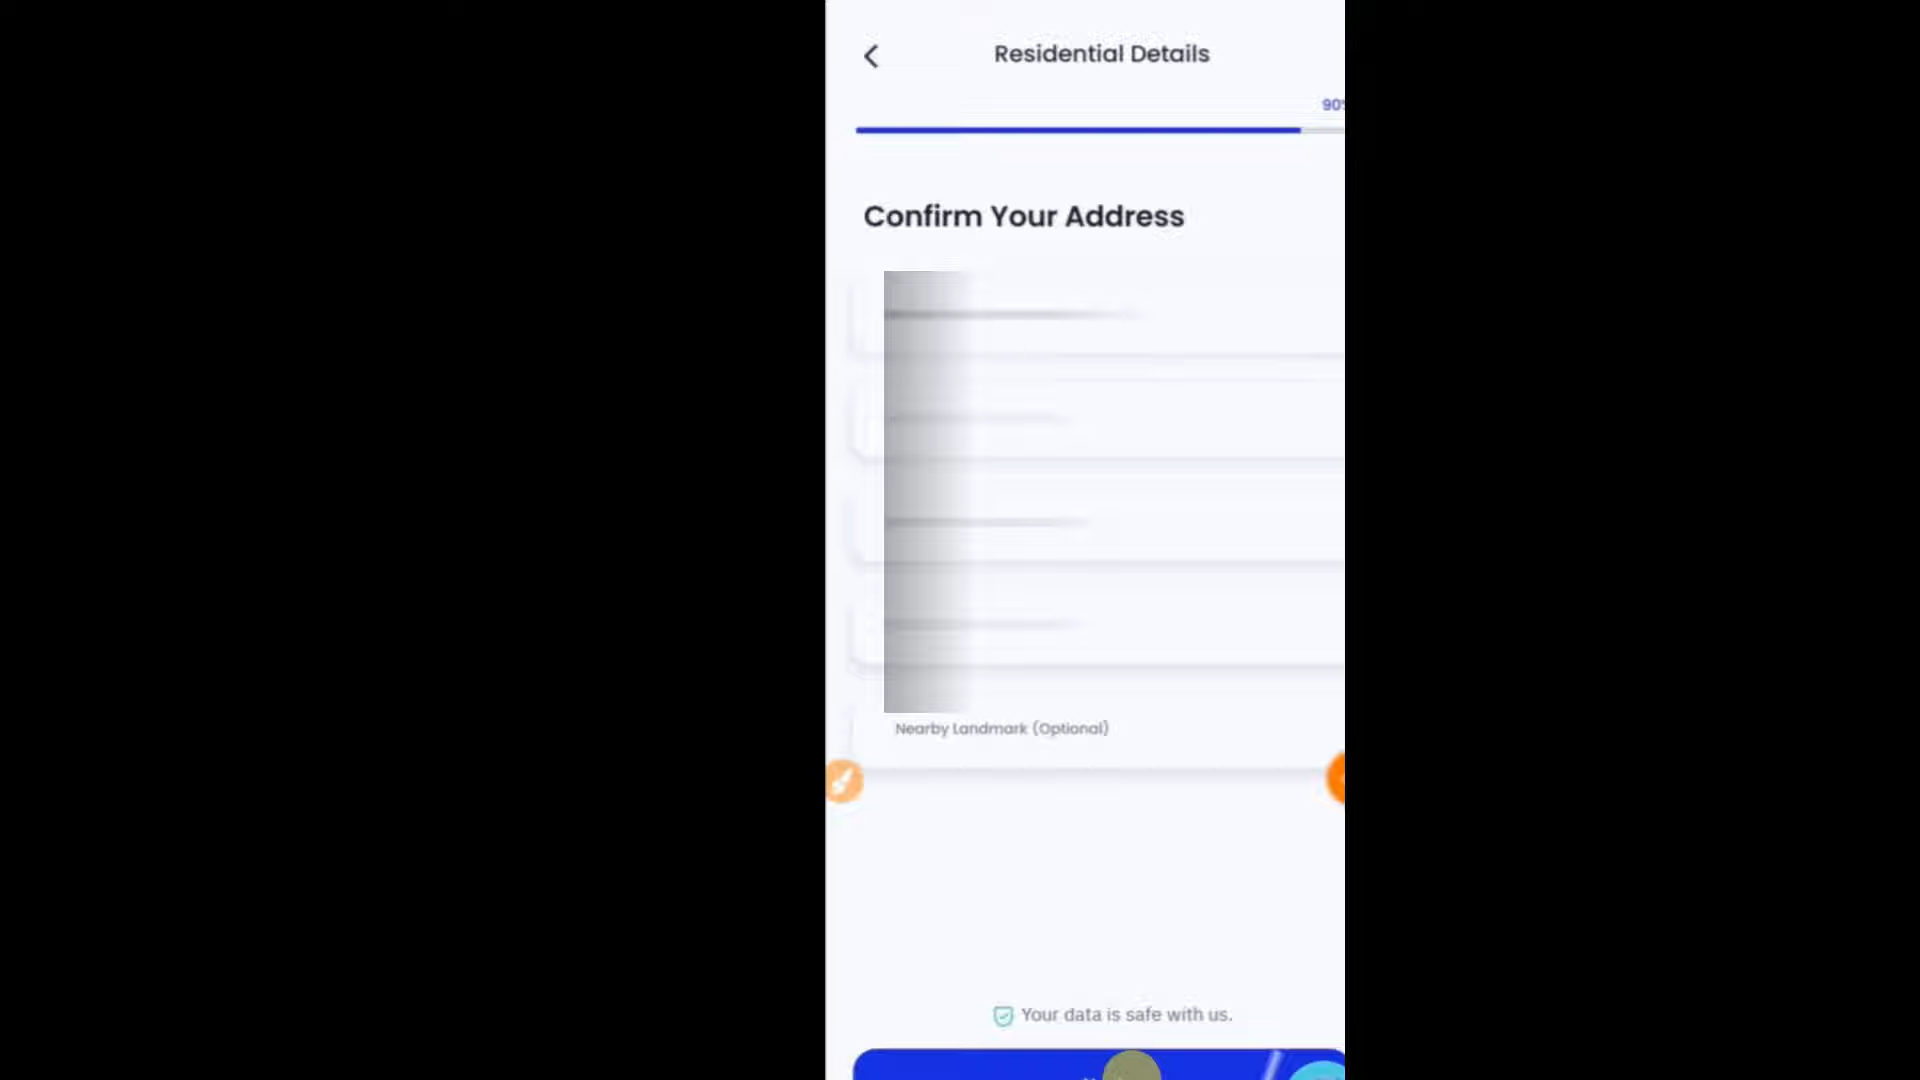 Residential Details
90%
Confirm Your Address
Nearby Landmark (Optional)
Your data is safe with us.